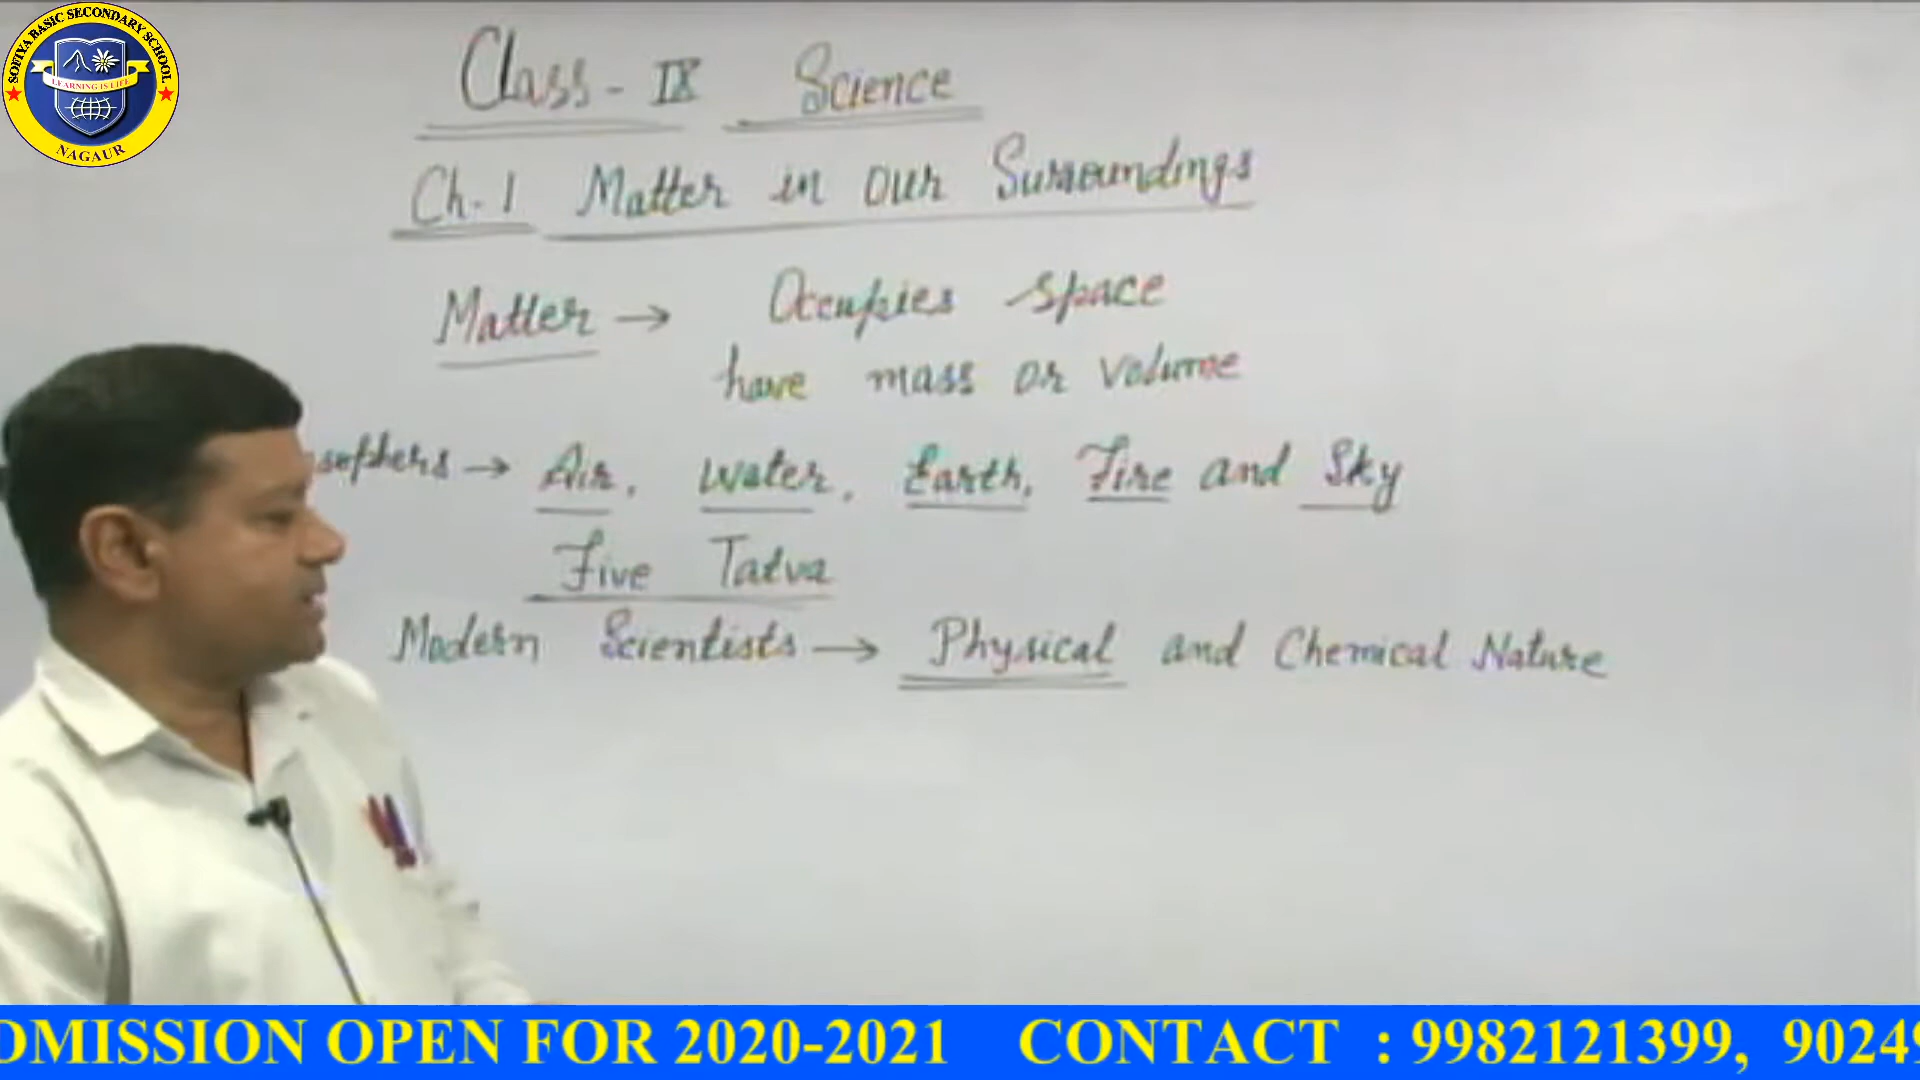 SOFIYA BASIC SECONDARY SCHOOL
LEARNING IS LIFE
NAGAUR
Class - IX Science
Ch. 1 Matter in our Surroundings
Matter → Occupies space
have mass or volume
sophers → Air, Water, Earth, Fire and Sky
Five Tatva
Modern Scientists → Physical and Chemical Nature
DMISSION OPEN FOR 2020-2021 CONTACT : 9982121399, 9024